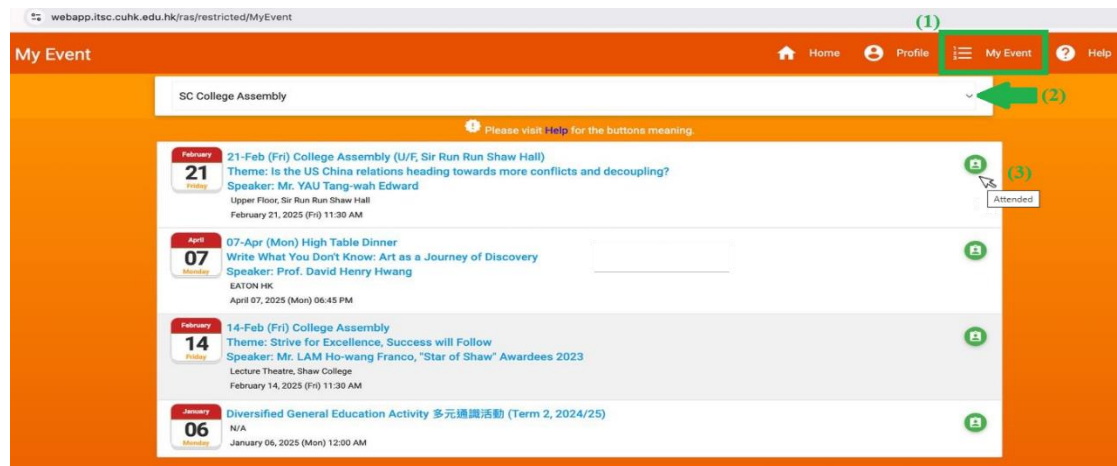 webapp.itsc.cuhk.edu.hk/ras/restricted/MyEvent
(1)
My Event
Home
Profile
My Event
Help
SC College Assembly
(2)
Please visit Help for the buttons meaning.
February
21
Friday
21-Feb (Fri) College Assembly (U/F, Sir Run Run Shaw Hall)
Theme: Is the US China relations heading towards more conflicts and decoupling?
Speaker: Mr. YAU Tang-wah Edward
Upper Floor, Sir Run Run Shaw Hall
February 21, 2025 (Fri) 11:30 AM
(3)
Attended
April
07
Monday
07-Apr (Mon) High Table Dinner
Write What You Don't Know: Art as a Journey of Discovery
Speaker: Prof. David Henry Hwang
EATON HK
April 07, 2025 (Mon) 06:45 PM
February
14
Friday
14-Feb (Fri) College Assembly
Theme: Strive for Excellence, Success will Follow
Speaker: Mr. LAM Ho-wang Franco, "Star of Shaw" Awardees 2023
Lecture Theatre, Shaw College
February 14, 2025 (Fri) 11:30 AM
January
06
Monday
Diversified General Education Activity 多元通識活動 (Term 2, 2024/25)
N/A
January 06, 2025 (Mon) 12:00 AM